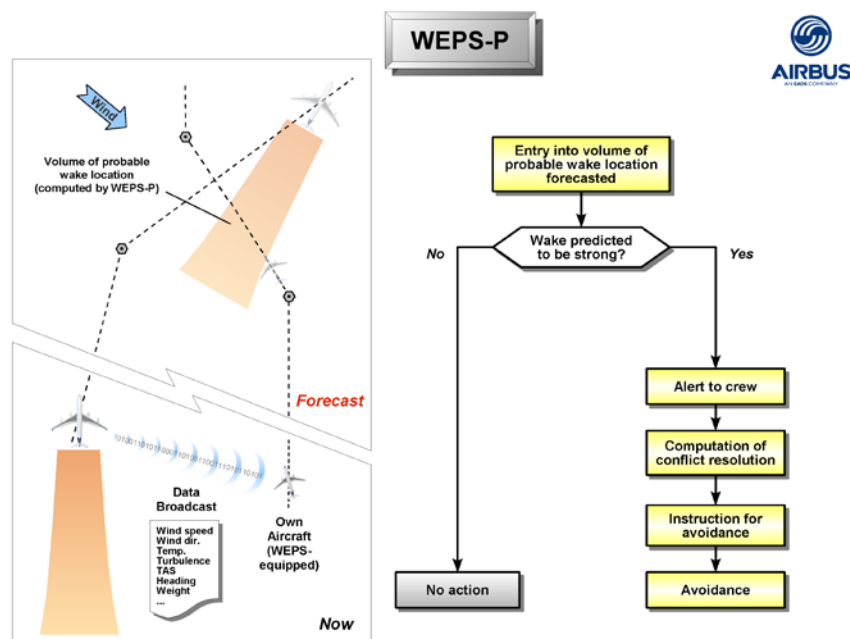 WEPS-P
AIRBUS
AN EADS COMPANY
Wind
Volume of probable
wake location
(computed by WEPS-P)
Forecast
Data
Broadcast
Wind speed
Wind dir.
Temp.
Turbulence
TAS
Heading
Weight
...
Own
Aircraft
(WEPS-
equipped)
Now
Entry into volume of
probable wake location
forecasted
Wake predicted
to be strong?
No
Yes
Alert to crew
Computation of
conflict resolution
Instruction for
avoidance
No action
Avoidance